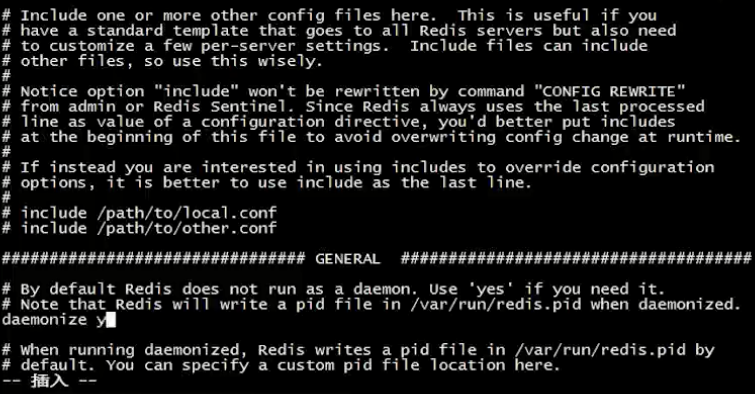 # Include one or more other config files here.  This is useful if you
# have a standard template that goes to all Redis servers but also need
# to customize a few per-server settings.  Include files can include
# other files, so use this wisely.
#
# Notice option "include" won't be rewritten by command "CONFIG REWRITE"
# from admin or Redis Sentinel. Since Redis always uses the last processed
# line as value of a configuration directive, you'd better put includes
# at the beginning of this file to avoid overwriting config change at runtime.
#
# If instead you are interested in using includes to override configuration
# options, it is better to use include as the last line.
#
# include /path/to/local.conf
# include /path/to/other.conf
################################ GENERAL  #####################################
# By default Redis does not run as a daemon. Use 'yes' if you need it.
# Note that Redis will write a pid file in /var/run/redis.pid when daemonized.
daemonize y
# When running daemonized, Redis writes a pid file in /var/run/redis.pid by
# default. You can specify a custom pid file location here.
-- 插入 --